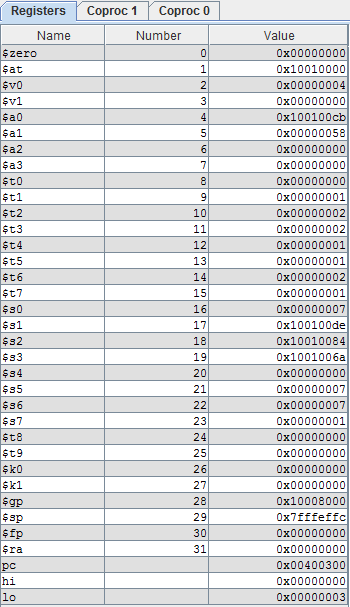 Registers Coproc 1 Coproc 0
Name Number Value
$zero 0 0x00000000
$at 1 0x10010000
$v0 2 0x00000004
$v1 3 0x00000000
$a0 4 0x100100cb
$a1 5 0x00000058
$a2 6 0x00000000
$a3 7 0x00000000
$t0 8 0x00000000
$t1 9 0x00000001
$t2 10 0x00000002
$t3 11 0x00000002
$t4 12 0x00000001
$t5 13 0x00000001
$t6 14 0x00000002
$t7 15 0x00000001
$s0 16 0x00000007
$s1 17 0x100100de
$s2 18 0x10010084
$s3 19 0x1001006a
$s4 20 0x00000000
$s5 21 0x00000007
$s6 22 0x00000007
$s7 23 0x00000001
$t8 24 0x00000000
$t9 25 0x00000000
$k0 26 0x00000000
$k1 27 0x00000000
$gp 28 0x10008000
$sp 29 0x7fffeffc
$fp 30 0x00000000
$ra 31 0x00000000
pc 0x00400300
hi 0x00000000
lo 0x00000003